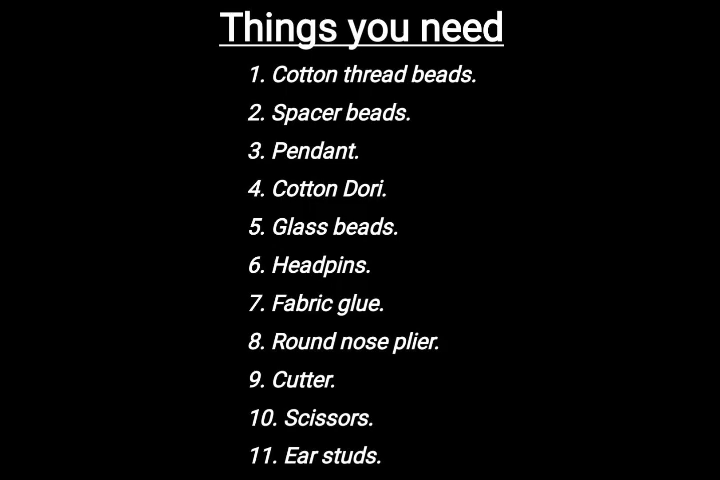 Things you need
1. Cotton thread beads.
2. Spacer beads.
3. Pendant.
4. Cotton Dori.
5. Glass beads.
6. Headpins.
7. Fabric glue.
8. Round nose plier.
9. Cutter.
10. Scissors.
11. Ear studs.